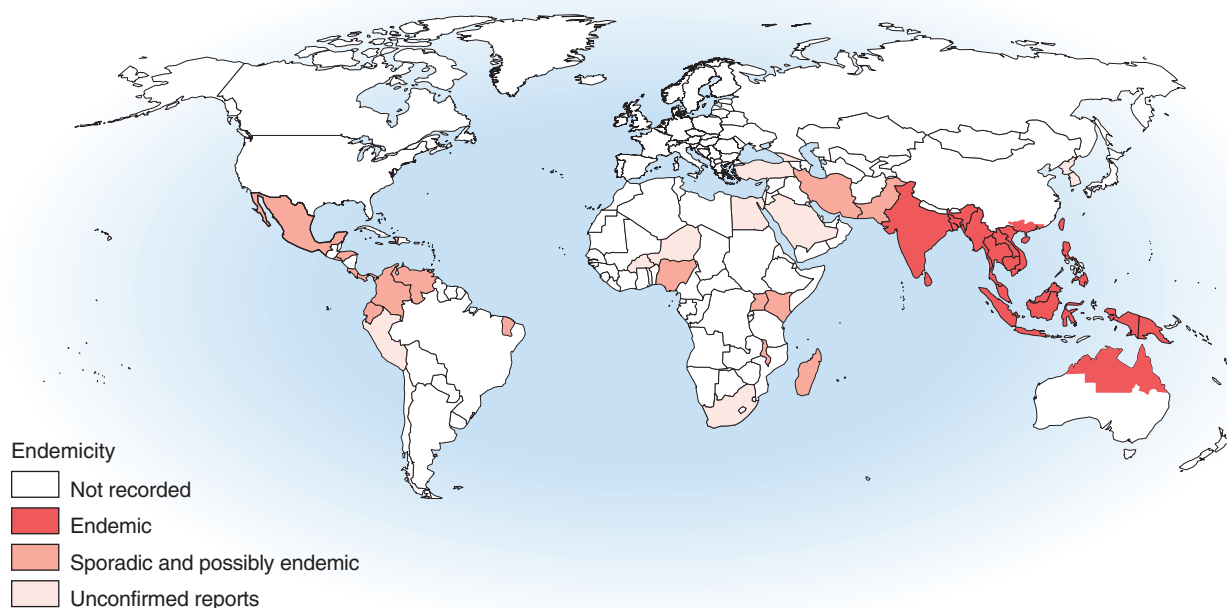 Endemicity
Not recorded
Endemic
Sporadic and possibly endemic
Unconfirmed reports